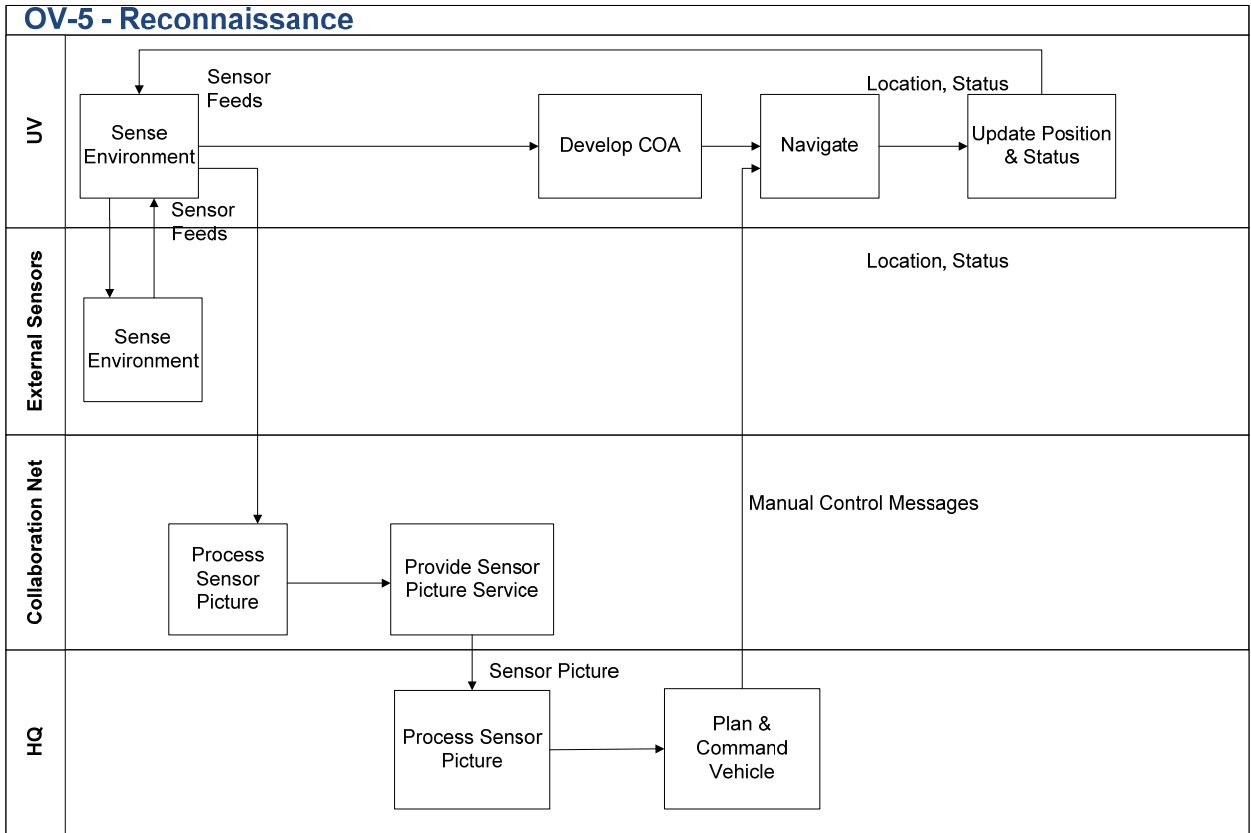 OV-5 - Reconnaissance
UV
Sensor
Feeds
Location, Status
Sense
Environment
Develop COA
Navigate
Update Position
& Status
Sensor
Feeds
External Sensors
Location, Status
Sense
Environment
Collaboration Net
Manual Control Messages
Process
Sensor
Picture
Provide Sensor
Picture Service
HQ
Sensor Picture
Process Sensor
Picture
Plan &
Command
Vehicle